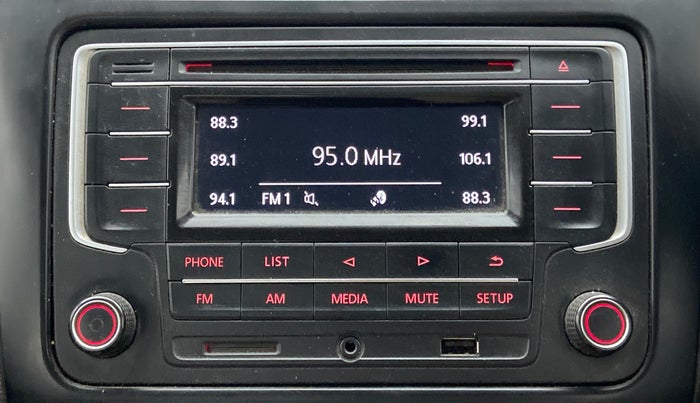 88.3 99.1
89.1 95.0 MHz 106.1
94.1 FM 1 88.3
PHONE LIST
FM AM MEDIA MUTE SETUP